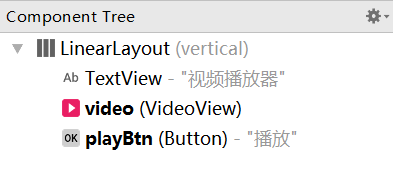 Component Tree
LinearLayout (vertical)
Ab TextView - "视频播放器"
video (VideoView)
OK playBtn (Button) - "播放"